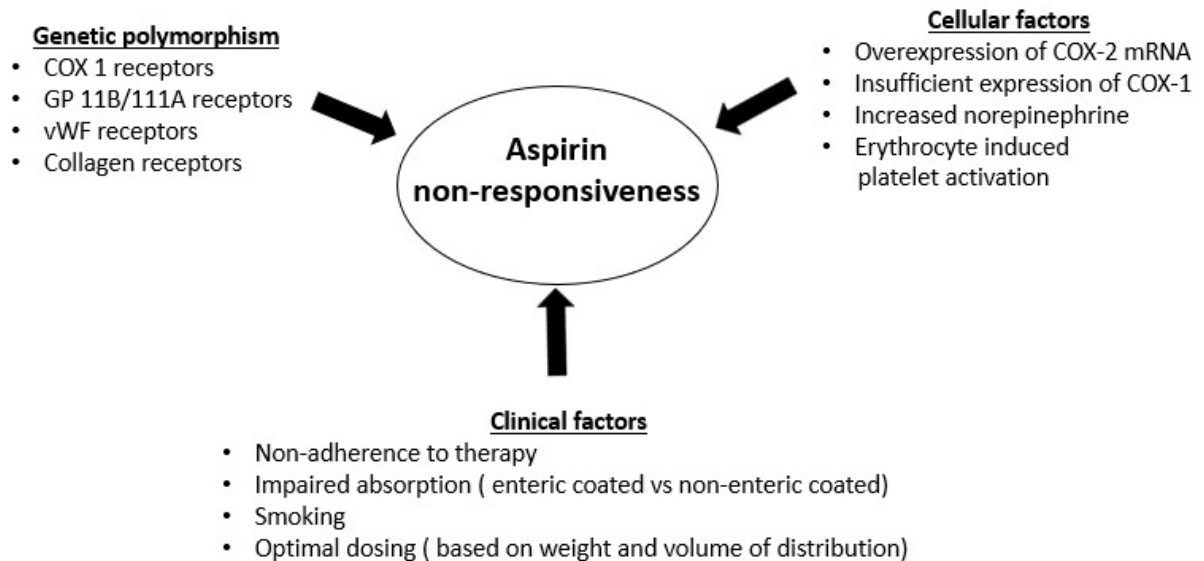 Genetic polymorphism
• COX 1 receptors
• GP 11B/111A receptors
• vWF receptors
• Collagen receptors
Cellular factors
• Overexpression of COX-2 mRNA
• Insufficient expression of COX-1
• Increased norepinephrine
• Erythrocyte induced
platelet activation
Aspirin
non-responsiveness
Clinical factors
• Non-adherence to therapy
• Impaired absorption ( enteric coated vs non-enteric coated)
• Smoking
• Optimal dosing ( based on weight and volume of distribution)